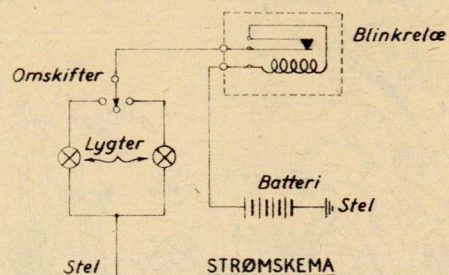 Blinkrelæ
Omskifter
Lygter
Batteri
Stel
Stel
STRØMSKEMA